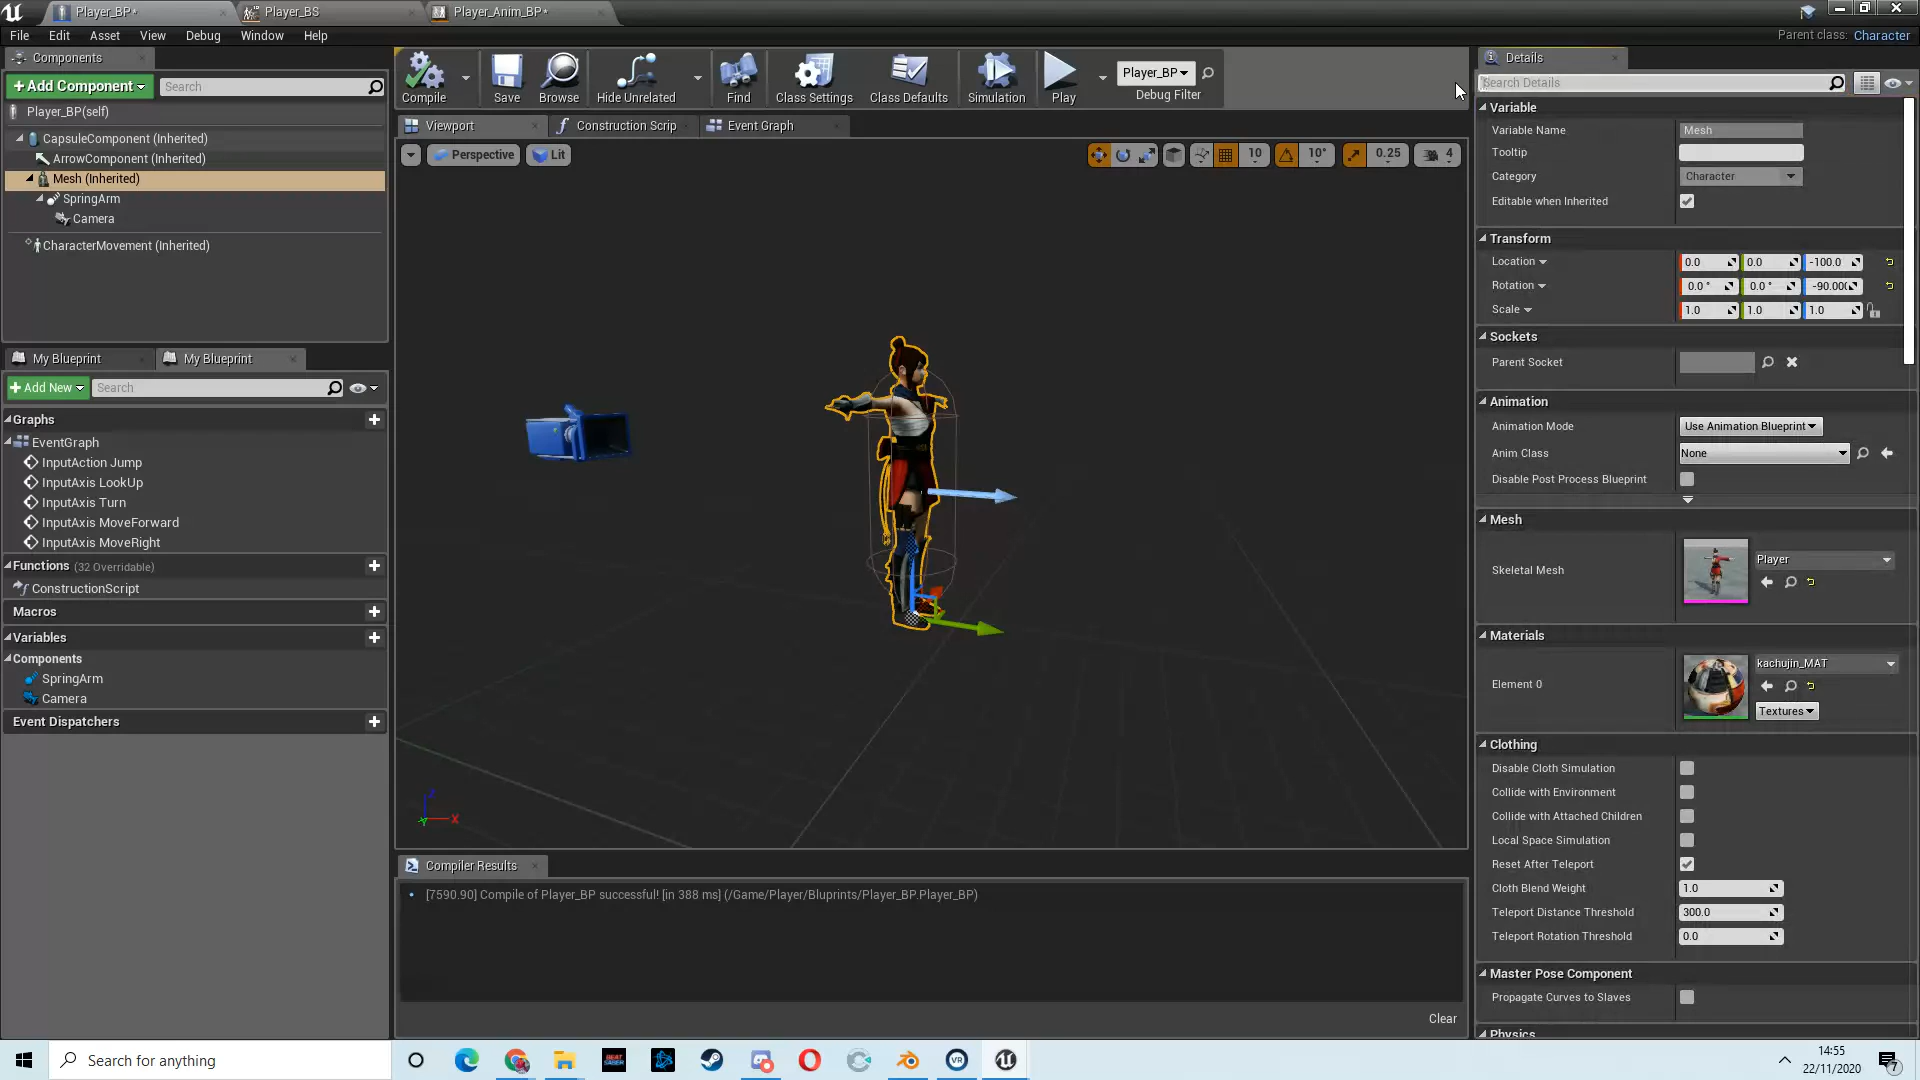 Player_BP*
Player_BS
Player_Anim_BP*
File Edit Asset View Debug Window Help
Parent class: Character
Components
+Add Component
Search
Player_BP(self)
CapsuleComponent (Inherited)
ArrowComponent (Inherited)
Mesh (Inherited)
SpringArm
Camera
CharacterMovement (Inherited)
My Blueprint
My Blueprint
+Add New
Search
Graphs
EventGraph
InputAction Jump
InputAxis LookUp
InputAxis Turn
InputAxis MoveForward
InputAxis MoveRight
Functions (32 Overridable)
ConstructionScript
Macros
Variables
Components
SpringArm
Camera
Event Dispatchers
Compile
Save
Browse
Hide Unrelated
Find
Class Settings
Class Defaults
Simulation
Play
Player_BP
Debug Filter
Viewport
Construction Scrip
Event Graph
Perspective
Lit
10
10°
0.25
4
Z
X
Y
Compiler Results
[7590.90] Compile of Player_BP successful! [in 388 ms] (/Game/Player/Bluprints/Player_BP.Player_BP)
Clear
Details
Search Details
Variable
Variable Name Mesh
Tooltip
Category Character
Editable when Inherited
Transform
Location 0.0 0.0 -100.0
Rotation 0.0 ° 0.0 ° -90.00
Scale 1.0 1.0 1.0
Sockets
Parent Socket
Animation
Animation Mode Use Animation Blueprint
Anim Class None
Disable Post Process Blueprint
Mesh
Skeletal Mesh Player
Materials
Element 0 kachujin_MAT
Textures
Clothing
Disable Cloth Simulation
Collide with Environment
Collide with Attached Children
Local Space Simulation
Reset After Teleport
Cloth Blend Weight 1.0
Teleport Distance Threshold 300.0
Teleport Rotation Threshold 0.0
Master Pose Component
Propagate Curves to Slaves
Physics
Search for anything
BEAT SABER
VR
14:55
22/11/2020
7